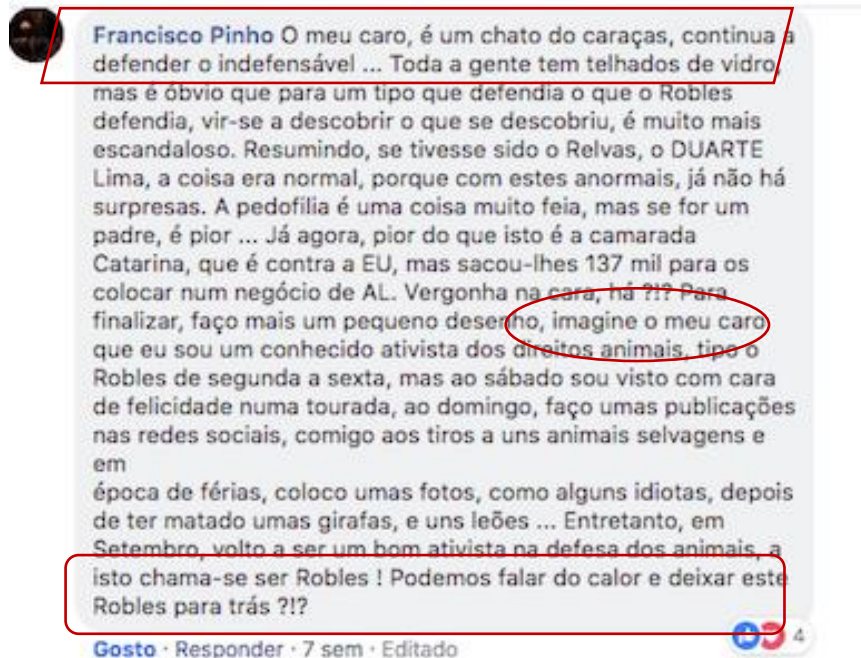 Francisco Pinho O meu caro, é um chato do caraças, continua a
defender o indefensável ... Toda a gente tem telhados de vidro,
mas é óbvio que para um tipo que defendia o que o Robles
defendia, vir-se a descobrir o que se descobriu, é muito mais
escandaloso. Resumindo, se tivesse sido o Relvas, o DUARTE
Lima, a coisa era normal, porque com estes anormais, já não há
surpresas. A pedofilia é uma coisa muito feia, mas se for um
padre, é pior ... Já agora, pior do que isto é a camarada
Catarina, que é contra a EU, mas sacou-lhes 137 mil para os
colocar num negócio de AL. Vergonha na cara, há ?!? Para
finalizar, faço mais um pequeno desenho, imagine o meu caro
que eu sou um conhecido ativista dos direitos animais, tipo o
Robles de segunda a sexta, mas ao sábado sou visto com cara
de felicidade numa tourada, ao domingo, faço umas publicações
nas redes sociais, comigo aos tiros a uns animais selvagens e
em
época de férias, coloco umas fotos, como alguns idiotas, depois
de ter matado umas girafas, e uns leões ... Entretanto, em
Setembro, volto a ser um bom ativista na defesa dos animais, a
isto chama-se ser Robles ! Podemos falar do calor e deixar este
Robles para trás ?!?
4
Gosto · Responder · 7 sem · Editado